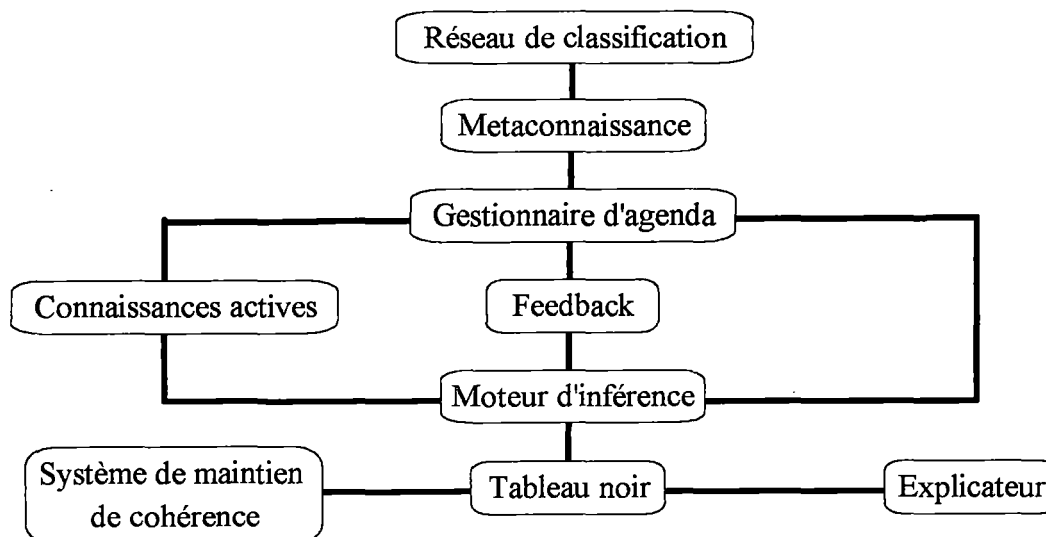 Réseau de classification
Metaconnaissance
Gestionnaire d'agenda
Connaissances actives
Feedback
Moteur d'inférence
Système de maintien
de cohérence
Tableau noir
Explicateur